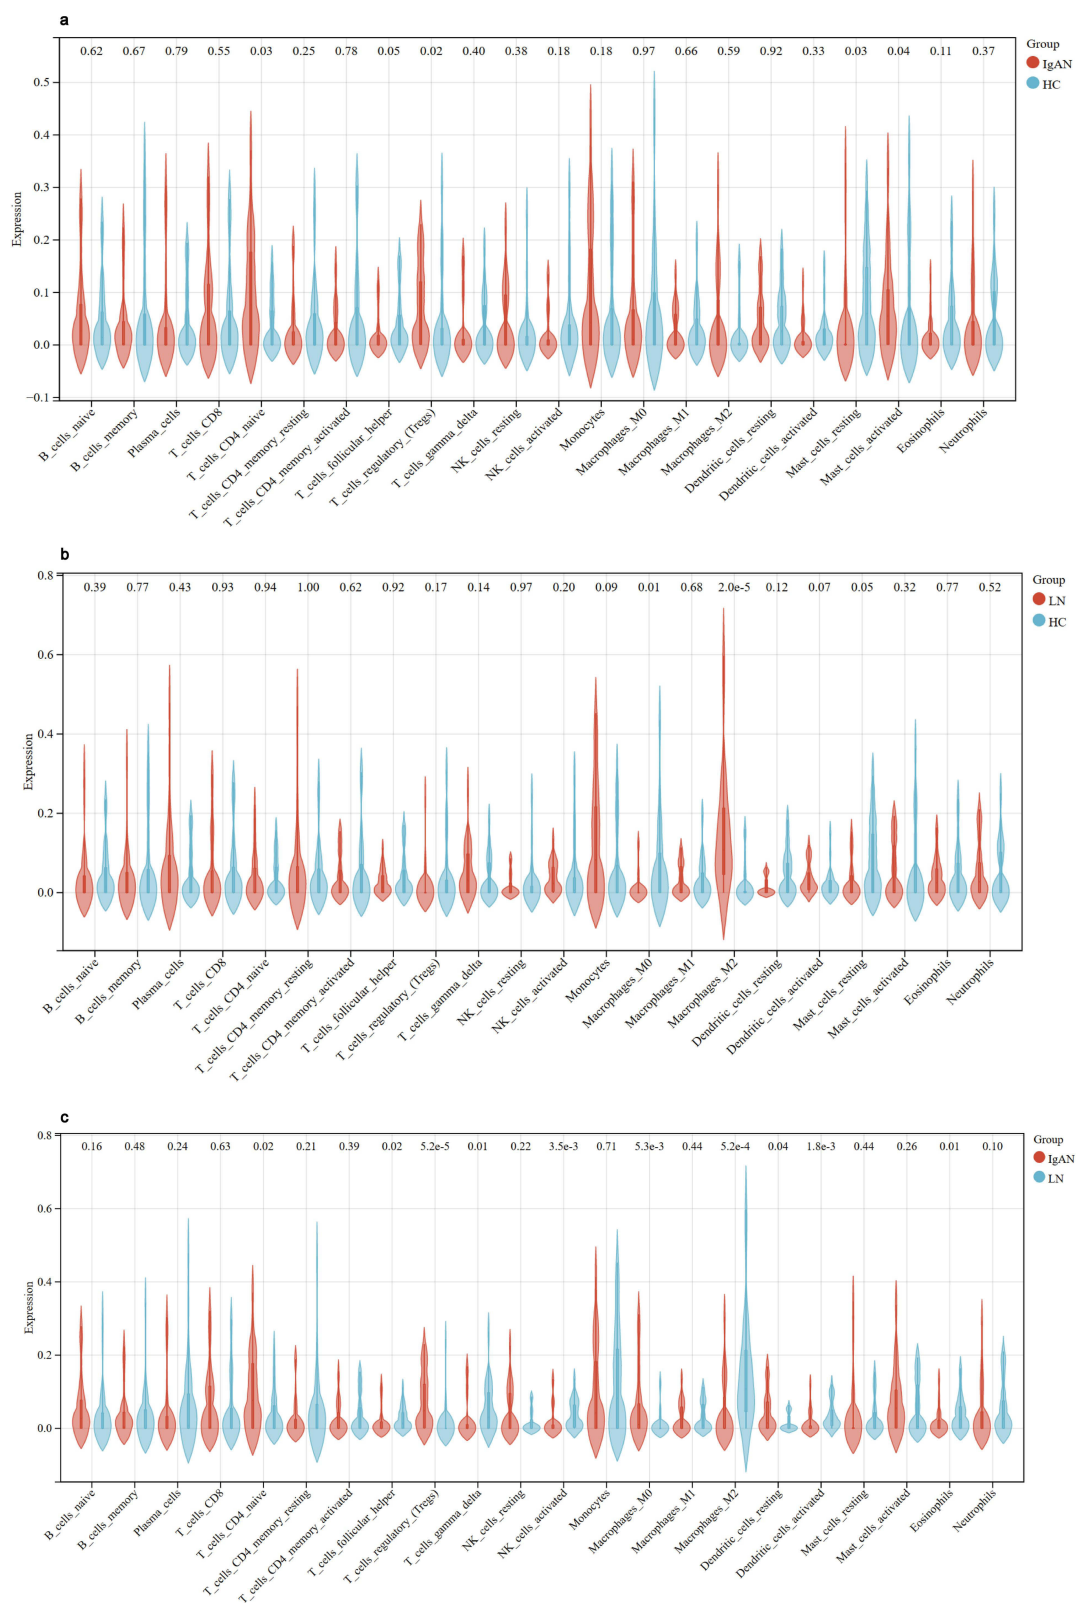 a
0.62 0.67 0.79 0.55 0.03 0.25 0.78 0.05 0.02 0.40 0.38 0.18 0.18 0.97 0.66 0.59 0.92 0.33 0.03 0.04 0.11 0.37
Group
IgAN
HC
Expression
0.5
0.4
0.3
0.2
0.1
0.0
−0.1
B_cells_naive
B_cells_memory
Plasma_cells
T_cells_CD8
T_cells_CD4_naive
T_cells_CD4_memory_resting
T_cells_CD4_memory_activated
T_cells_follicular_helper
T_cells_regulatory_(Tregs)
T_cells_gamma_delta
NK_cells_resting
NK_cells_activated
Monocytes
Macrophages_M0
Macrophages_M1
Macrophages_M2
Dendritic_cells_resting
Dendritic_cells_activated
Mast_cells_resting
Mast_cells_activated
Eosinophils
Neutrophils
b
0.39 0.77 0.43 0.93 0.94 1.00 0.62 0.92 0.17 0.14 0.97 0.20 0.09 0.01 0.68 2.0e-5 0.12 0.07 0.05 0.32 0.77 0.52
Group
LN
HC
Expression
0.8
0.6
0.4
0.2
0.0
B_cells_naive
B_cells_memory
Plasma_cells
T_cells_CD8
T_cells_CD4_naive
T_cells_CD4_memory_resting
T_cells_CD4_memory_activated
T_cells_follicular_helper
T_cells_regulatory_(Tregs)
T_cells_gamma_delta
NK_cells_resting
NK_cells_activated
Monocytes
Macrophages_M0
Macrophages_M1
Macrophages_M2
Dendritic_cells_resting
Dendritic_cells_activated
Mast_cells_resting
Mast_cells_activated
Eosinophils
Neutrophils
c
0.16 0.48 0.24 0.63 0.02 0.21 0.39 0.02 5.2e-5 0.01 0.22 3.5e-3 0.71 5.3e-3 0.44 5.2e-4 0.04 1.8e-3 0.44 0.26 0.01 0.10
Group
IgAN
LN
Expression
0.8
0.6
0.4
0.2
0.0
B_cells_naive
B_cells_memory
Plasma_cells
T_cells_CD8
T_cells_CD4_naive
T_cells_CD4_memory_resting
T_cells_CD4_memory_activated
T_cells_follicular_helper
T_cells_regulatory_(Tregs)
T_cells_gamma_delta
NK_cells_resting
NK_cells_activated
Monocytes
Macrophages_M0
Macrophages_M1
Macrophages_M2
Dendritic_cells_resting
Dendritic_cells_activated
Mast_cells_resting
Mast_cells_activated
Eosinophils
Neutrophils